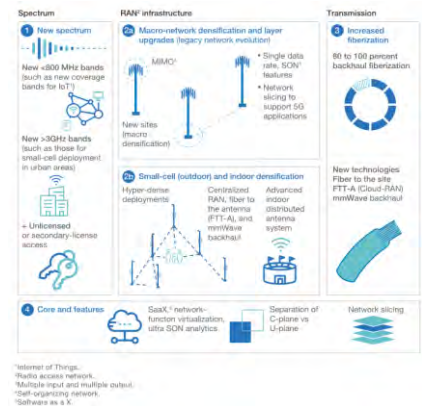 Spectrum
RAN² infrastructure
Transmission
1 New spectrum
New <800 MHz bands
(such as new coverage
bands for IoT¹)
New >3GHz bands
(such as those for
small-cell deployment
in urban areas)
+ Unlicensed
or secondary-license
access
2a Macro-network densification and layer
upgrades (legacy network evolution)
MIMO³
New sites
(macro
densification)
• Single data
rate, SON⁴
features
• Network
slicing to
support 5G
applications
2b Small-cell (outdoor) and indoor densification
Hyper-dense
deployments
Centralized
RAN, fiber to
the antenna
(FTT-A), and
mmWave
backhaul
Advanced
indoor
distributed
antenna
system
3 Increased
fiberization
80 to 100 percent
backhaul fiberization
New technologies
Fiber to the site
FTT-A (Cloud-RAN)
mmWave backhaul
4 Core and features
SaaX,⁵ network-
function virtualization,
ultra SON analytics
Separation of
C-plane vs
U-plane
Network slicing
¹Internet of Things.
²Radio access network.
³Multiple input and multiple output.
⁴Self-organizing network.
⁵Software as a X.